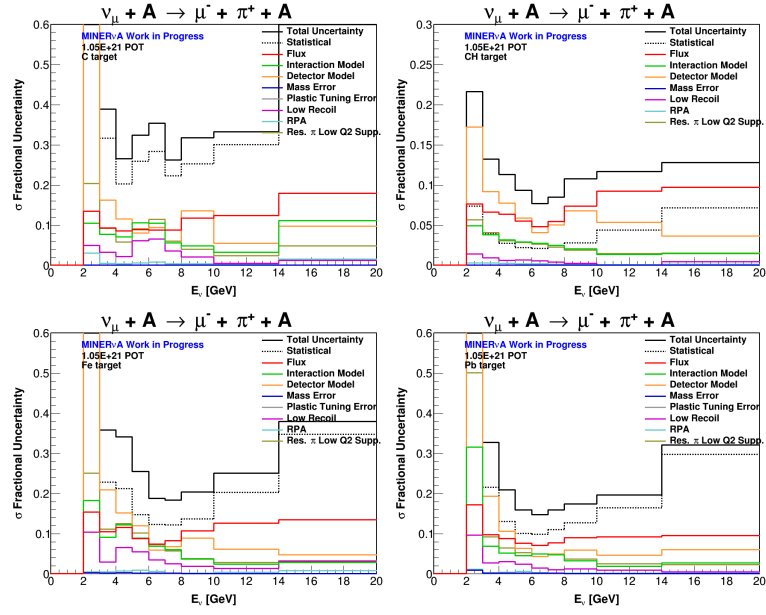 νμ + A → μ- + π+ + A
MINERνA Work in Progress
1.05E+21 POT
C target
Total Uncertainty
Statistical
Flux
Interaction Model
Detector Model
Mass Error
Plastic Tuning Error
Low Recoil
RPA
Res. π Low Q2 Supp.
σ Fractional Uncertainty
0.6
0.5
0.4
0.3
0.2
0.1
0
0 2 4 6 8 10 12 14 16 18 20
Eν [GeV]
νμ + A → μ- + π+ + A
MINERνA Work in Progress
1.05E+21 POT
CH target
Total Uncertainty
Statistical
Flux
Interaction Model
Detector Model
Mass Error
Plastic Tuning Error
Low Recoil
RPA
Res. π Low Q2 Supp.
σ Fractional Uncertainty
0.3
0.25
0.2
0.15
0.1
0.05
0
0 2 4 6 8 10 12 14 16 18 20
Eν [GeV]
νμ + A → μ- + π+ + A
MINERνA Work in Progress
1.05E+21 POT
Fe target
Total Uncertainty
Statistical
Flux
Interaction Model
Detector Model
Mass Error
Plastic Tuning Error
Low Recoil
RPA
Res. π Low Q2 Supp.
σ Fractional Uncertainty
0.6
0.5
0.4
0.3
0.2
0.1
0
0 2 4 6 8 10 12 14 16 18 20
Eν [GeV]
νμ + A → μ- + π+ + A
MINERνA Work in Progress
1.05E+21 POT
Pb target
Total Uncertainty
Statistical
Flux
Interaction Model
Detector Model
Mass Error
Plastic Tuning Error
Low Recoil
RPA
Res. π Low Q2 Supp.
σ Fractional Uncertainty
0.6
0.5
0.4
0.3
0.2
0.1
0
0 2 4 6 8 10 12 14 16 18 20
Eν [GeV]